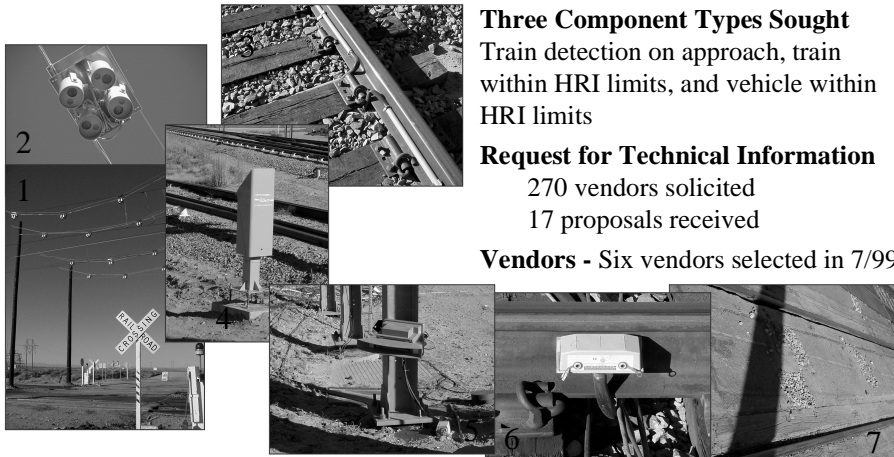 Three Component Types Sought
Train detection on approach, train
within HRI limits, and vehicle within
HRI limits
Request for Technical Information
270 vendors solicited
17 proposals received
Vendors - Six vendors selected in 7/99
2
3
1
4
RAILROAD
CROSSING
5
6
7